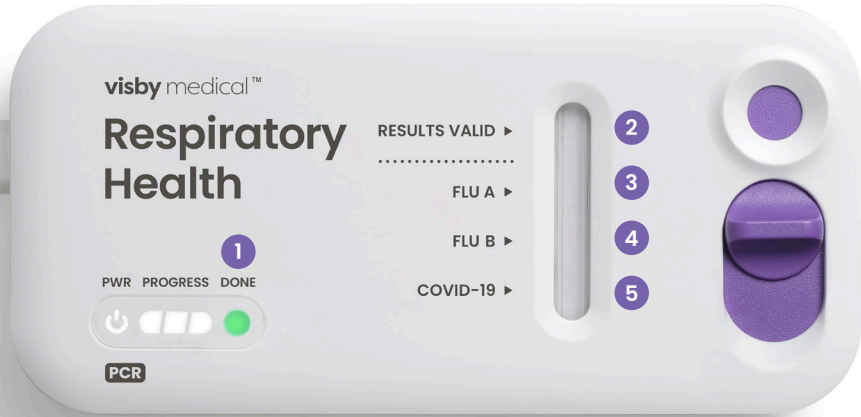 visby medical™
Respiratory
Health
RESULTS VALID ▸
2
FLU A ▸
3
FLU B ▸
4
COVID-19 ▸
5
1
PWR PROGRESS DONE
PCR